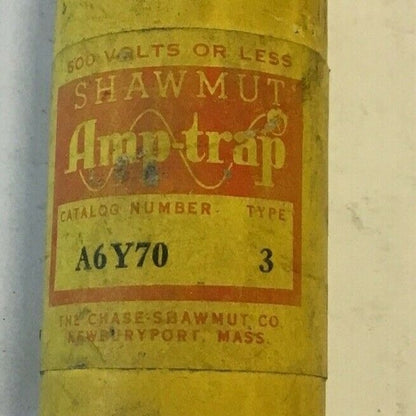 600 VOLTS OR LESS
SHAWMUT
Amp-trap
CATALOG NUMBER TYPE
A6Y70 3
THE CHASE-SHAWMUT CO.
NEWBURYPORT, MASS.